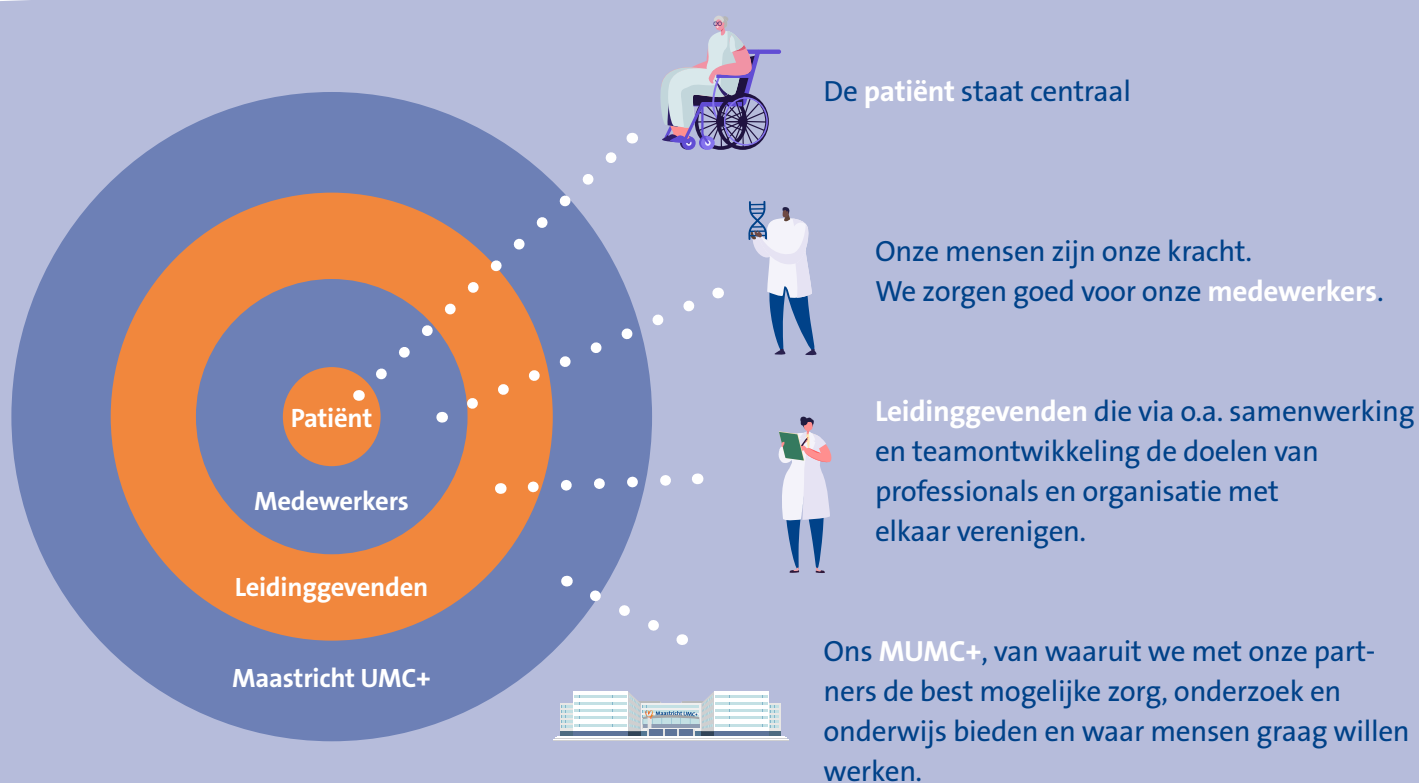 De patiënt staat centraal
Onze mensen zijn onze kracht.
We zorgen goed voor onze medewerkers.
Leidinggevenden die via o.a. samenwerking
en teamontwikkeling de doelen van
professionals en organisatie met
elkaar verenigen.
Ons MUMC+, van waaruit we met onze part-
ners de best mogelijke zorg, onderzoek en
onderwijs bieden en waar mensen graag willen
werken.
Patiënt
Medewerkers
Leidinggevenden
Maastricht UMC+
Maastricht UMC+